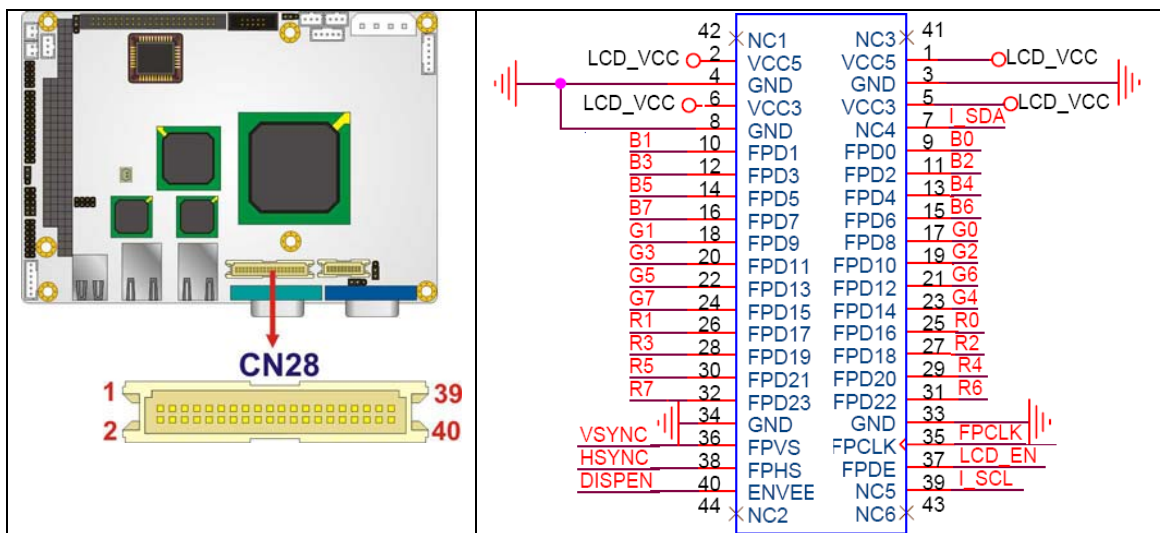 CN28
1 39
2 40
42 NC1 NC3 41
LCD_VCC 2 VCC5 VCC5 1 LCD_VCC
4 GND GND 3
LCD_VCC 6 VCC3 VCC3 5 LCD_VCC
8 GND NC4 7 I_SDA
B1 10 FPD1 FPD0 9 B0
B3 12 FPD3 FPD2 11 B2
B5 14 FPD5 FPD4 13 B4
B7 16 FPD7 FPD6 15 B6
G1 18 FPD9 FPD8 17 G0
G3 20 FPD11 FPD10 19 G2
G5 22 FPD13 FPD12 21 G6
G7 24 FPD15 FPD14 23 G4
R1 26 FPD17 FPD16 25 R0
R3 28 FPD19 FPD18 27 R2
R5 30 FPD21 FPD20 29 R4
R7 32 FPD23 FPD22 31 R6
34 GND GND 33
VSYNC 36 FPVS FPCLK 35 FPCLK
HSYNC 38 FPHS FPDE 37 LCD_EN
DISPEN 40 ENVEE NC5 39 I_SCL
44 NC2 NC6 43